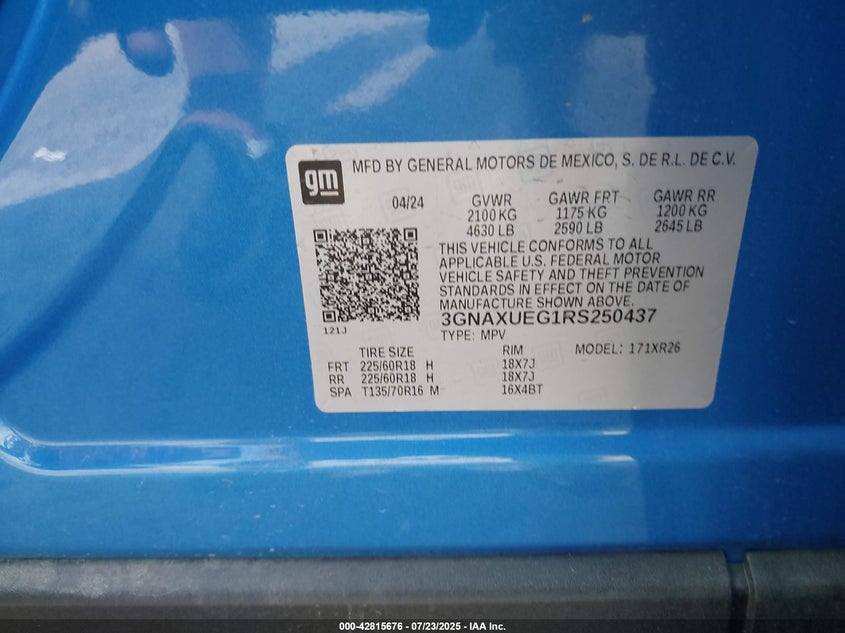 gm
MFD BY GENERAL MOTORS DE MEXICO, S. DE R.L. DE C.V.
04/24 GVWR GAWR FRT GAWR RR
2100 KG 1175 KG 1200 KG
4630 LB 2590 LB 2645 LB
THIS VEHICLE CONFORMS TO ALL
APPLICABLE U.S. FEDERAL MOTOR
VEHICLE SAFETY AND THEFT PREVENTION
STANDARDS IN EFFECT ON THE DATE OF
MANUFACTURE SHOWN ABOVE.
3GNAXUEG1RS250437
121J
TYPE: MPV
TIRE SIZE RIM MODEL: 171XR26
FRT 225/60R18 H 18X7J
RR 225/60R18 H 18X7J
SPA T135/70R16 M 16X4BT
000-42815676 | 07/23/2025 - IAA Inc.